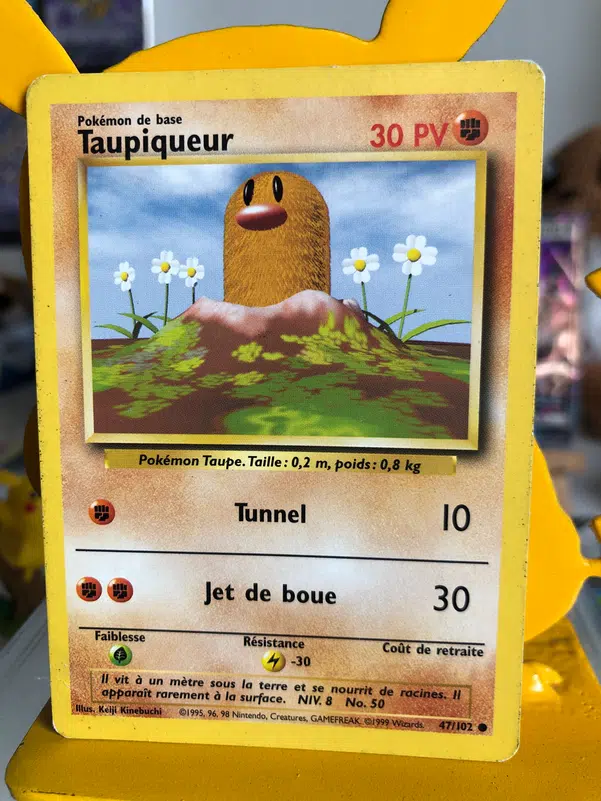 Pokémon de base
Taupiqueur
30 PV
Pokémon Taupe. Taille : 0,2 m, poids : 0,8 kg
Tunnel 10
Jet de boue 30
Faiblesse Résistance Coût de retraite
-30
Il vit à un mètre sous la terre et se nourrit de racines. Il
apparaît rarement à la surface. NIV. 8 No. 50
Illus. Keiji Kinebuchi ©1995, 96, 98 Nintendo, Creatures, GAMEFREAK. ©1999 Wizards. 47/102